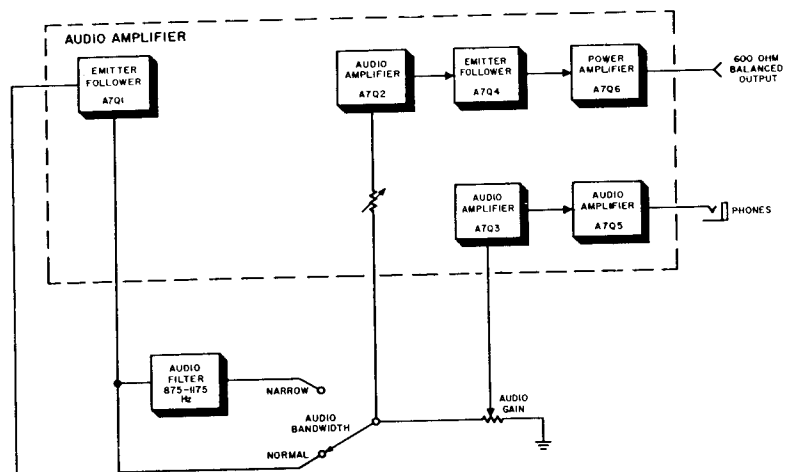 AUDIO AMPLIFIER
EMITTER
FOLLOWER
A7Q1
AUDIO
AMPLIFIER
A7Q2
EMITTER
FOLLOWER
A7Q4
POWER
AMPLIFIER
A7Q6
600 OHM
BALANCED
OUTPUT
AUDIO
AMPLIFIER
A7Q3
AUDIO
AMPLIFIER
A7Q5
PHONES
AUDIO
FILTER
875-1175
Hz
NARROW
AUDIO
BANDWIDTH
NORMAL
AUDIO
GAIN